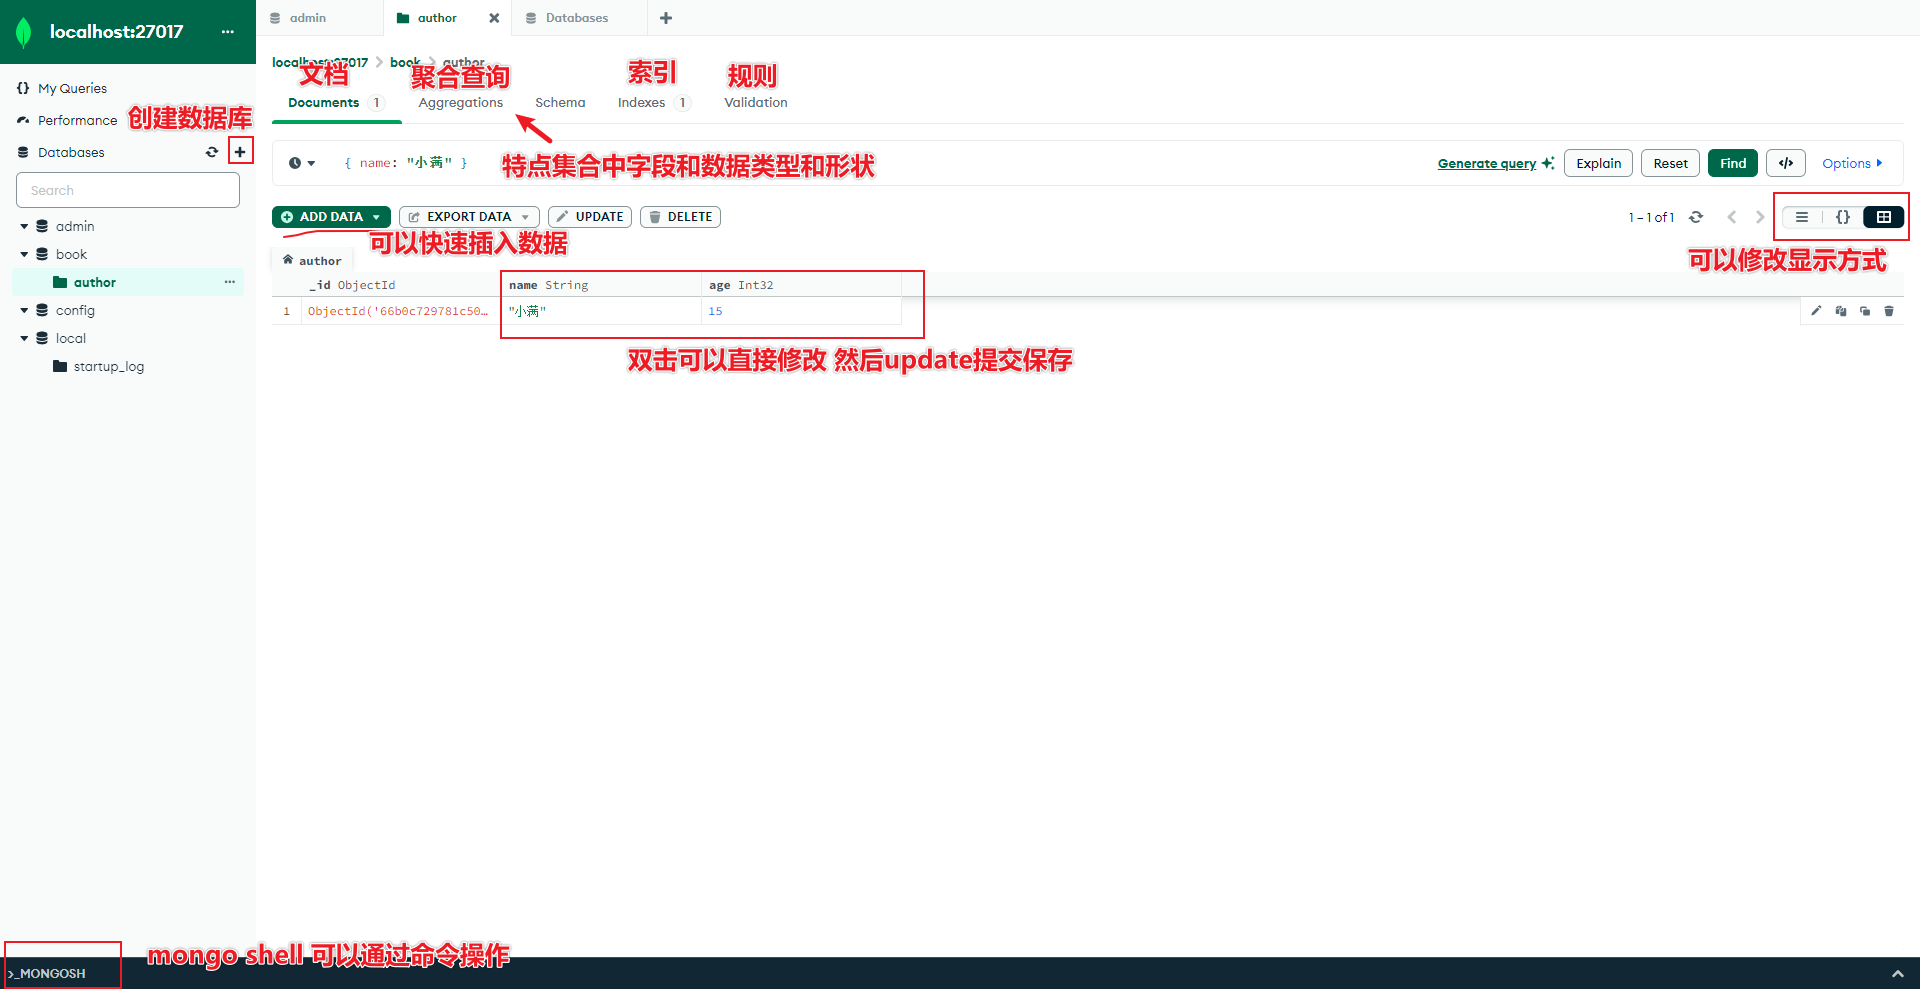 localhost:27017
admin
author
Databases
My Queries
Performance
创建数据库
Databases
Search
admin
book
author
config
local
startup_log
localhost:27017 > book > author
文档
聚合查询
索引
规则
Documents 1
Aggregations
Schema
Indexes 1
Validation
{ name: "小满" }
特点集合中字段和数据类型和形状
Generate query
Explain
Reset
Find
</>
Options
ADD DATA
EXPORT DATA
UPDATE
DELETE
1 – 1 of 1
{}
可以快速插入数据
可以修改显示方式
author
_id ObjectId
name String
age Int32
1
ObjectId('66b0c729781c50…
"小满"
15
双击可以直接修改 然后update提交保存
mongo shell 可以通过命令操作
>_MONGOSH